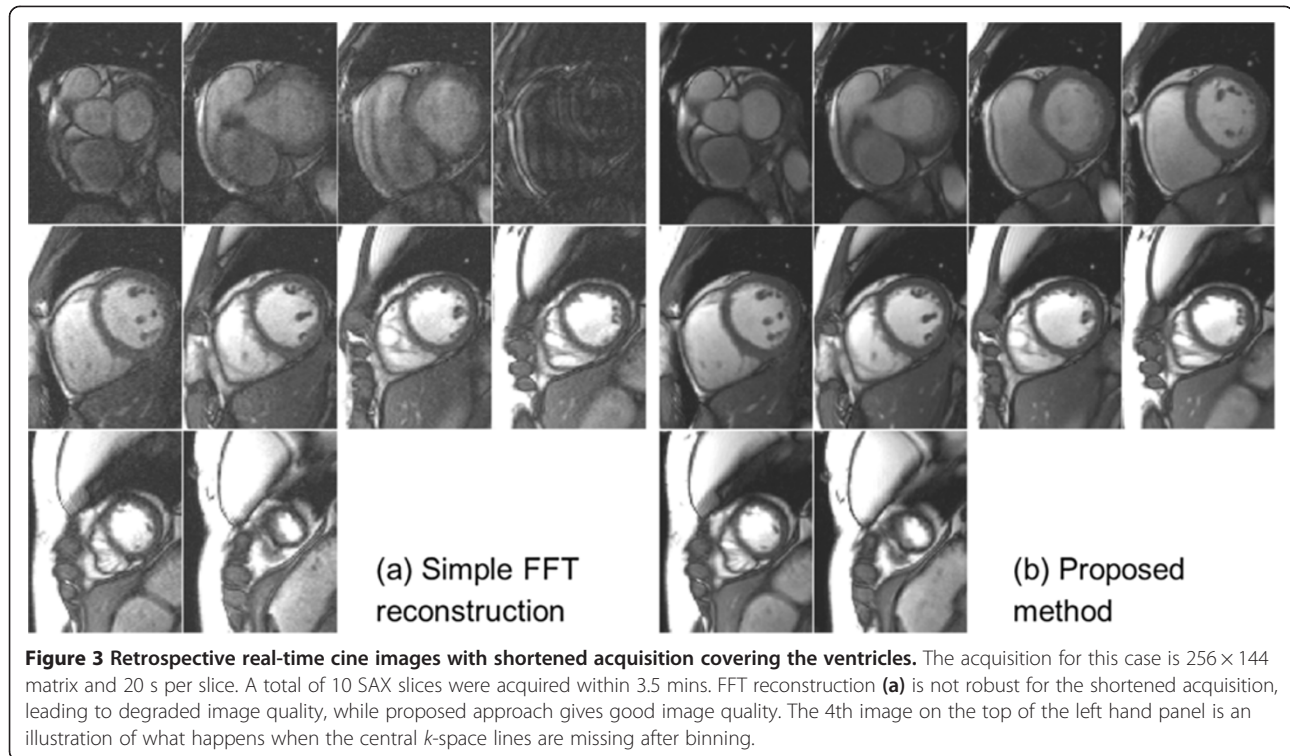 (a) Simple FFT
reconstruction
(b) Proposed
method
Figure 3 Retrospective real-time cine images with shortened acquisition covering the ventricles. The acquisition for this case is 256 × 144
matrix and 20 s per slice. A total of 10 SAX slices were acquired within 3.5 mins. FFT reconstruction (a) is not robust for the shortened acquisition,
leading to degraded image quality, while proposed approach gives good image quality. The 4th image on the top of the left hand panel is an
illustration of what happens when the central k-space lines are missing after binning.